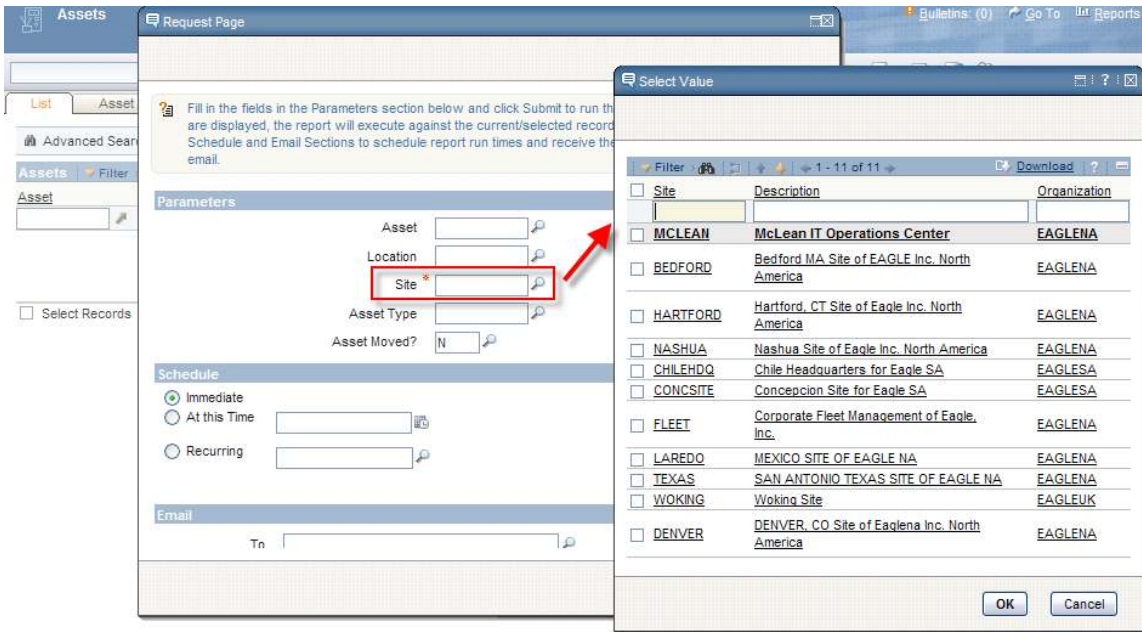 Assets
Bulletins: (0) Go To Reports
List Asset
Advanced Sear
Assets Filter
Asset
Select Records
Request Page
Fill in the fields in the Parameters section below and click Submit to run th
are displayed, the report will execute against the current/selected record
Schedule and Email Sections to schedule report run times and receive the
email.
Parameters
Asset
Location
Site *
Asset Type
Asset Moved? N
Schedule
Immediate
At this Time
Recurring
Email
To
Select Value
Filter 1 - 11 of 11 Download ?
Site Description Organization
MCLEAN McLean IT Operations Center EAGLENA
BEDFORD Bedford MA Site of EAGLE Inc. North
America EAGLENA
HARTFORD Hartford, CT Site of Eagle Inc. North
America EAGLENA
NASHUA Nashua Site of Eagle Inc. North America EAGLENA
CHILEHDQ Chile Headquarters for Eagle SA EAGLESA
CONCSITE Concepcion Site for Eagle SA EAGLESA
FLEET Corporate Fleet Management of Eagle,
Inc. EAGLENA
LAREDO MEXICO SITE OF EAGLE NA EAGLENA
TEXAS SAN ANTONIO TEXAS SITE OF EAGLE NA EAGLENA
WOKING Woking Site EAGLEUK
DENVER DENVER, CO Site of Eaglena Inc. North
America EAGLENA
OK Cancel